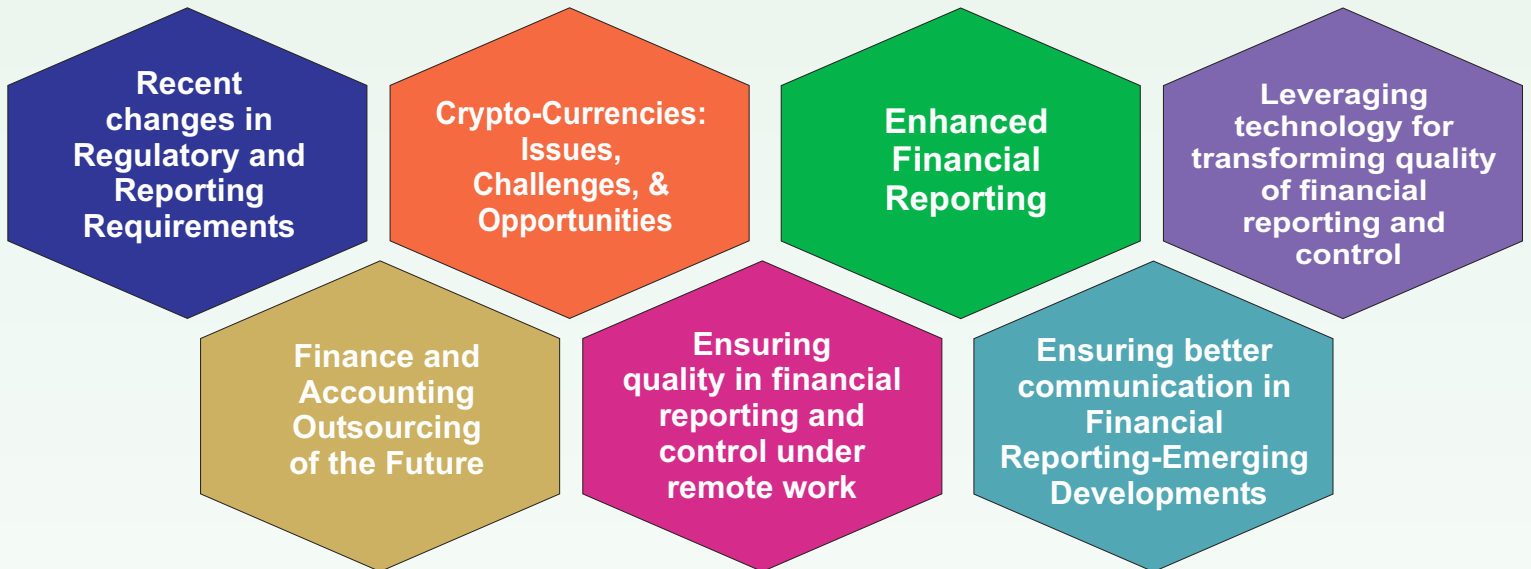 Recent
changes in
Regulatory and
Reporting
Requirements
Crypto-Currencies:
Issues,
Challenges, &
Opportunities
Enhanced
Financial
Reporting
Leveraging
technology for
transforming quality
of financial
reporting and
control
Finance and
Accounting
Outsourcing
of the Future
Ensuring
quality in financial
reporting and
control under
remote work
Ensuring better
communication in
Financial
Reporting-Emerging
Developments